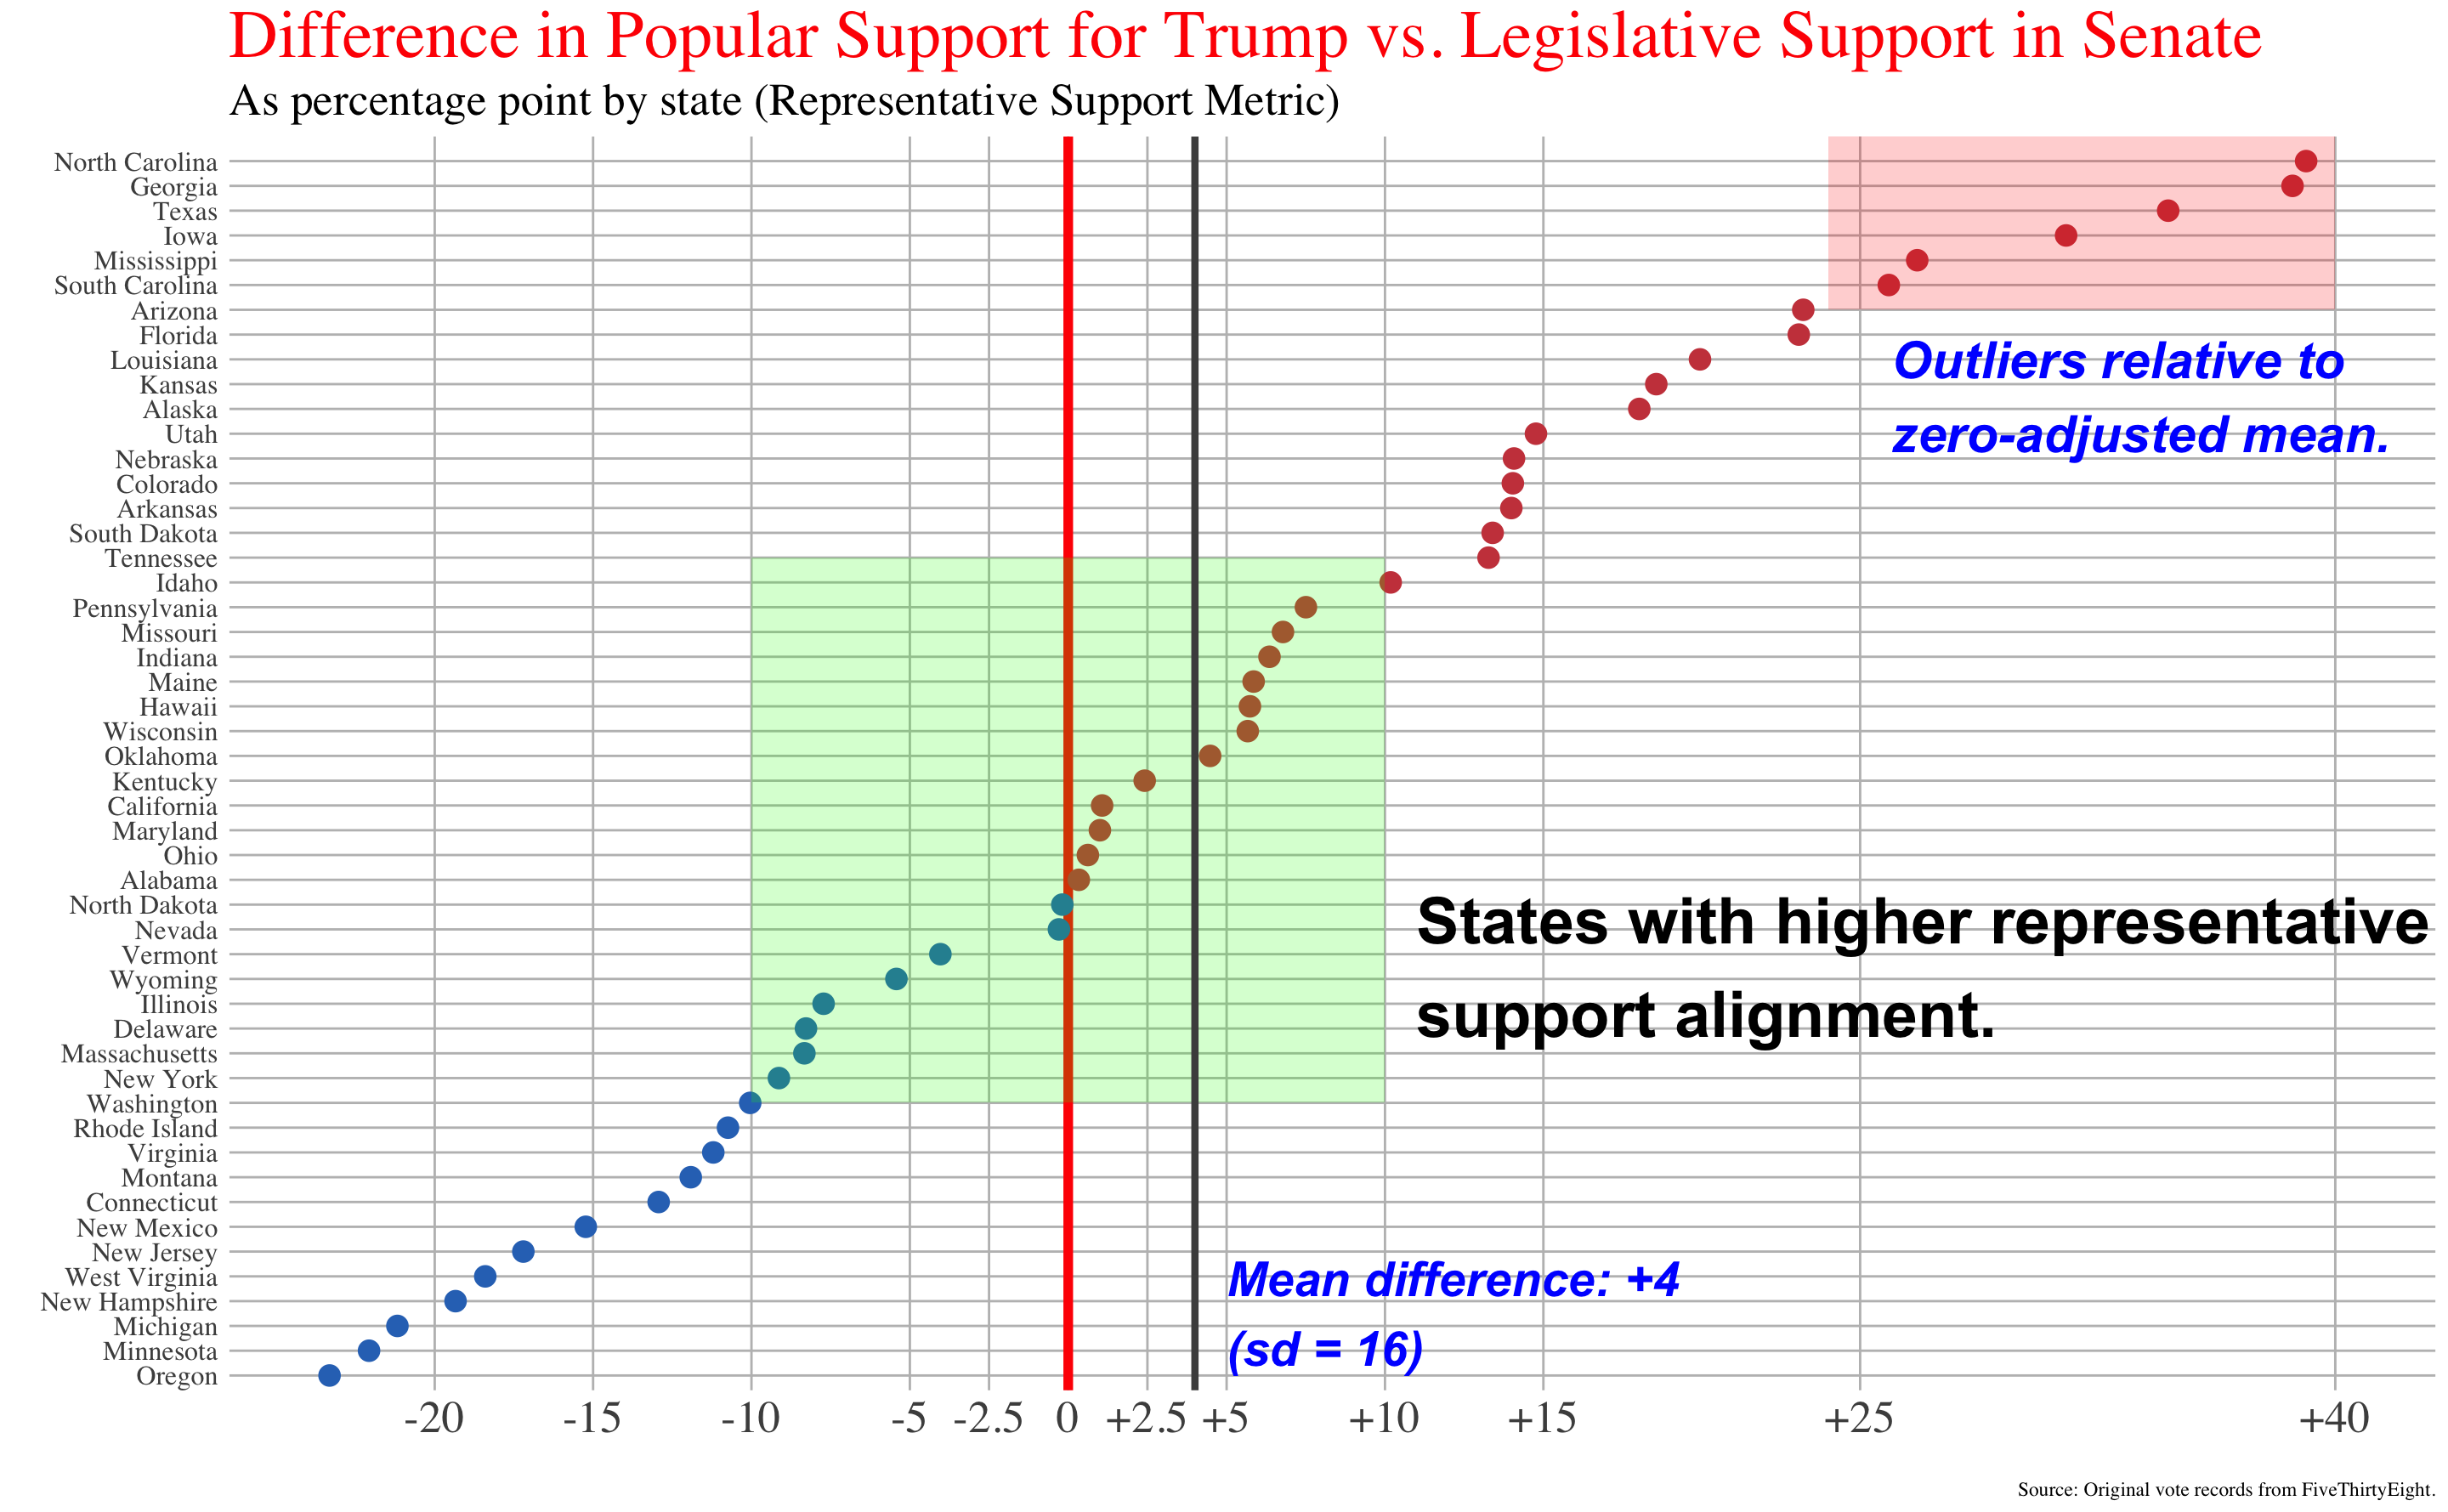 Difference in Popular Support for Trump vs. Legislative Support in Senate
As percentage point by state (Representative Support Metric)
North Carolina
Georgia
Texas
Iowa
Mississippi
South Carolina
Arizona
Florida
Louisiana
Kansas
Alaska
Utah
Nebraska
Colorado
Arkansas
South Dakota
Tennessee
Idaho
Pennsylvania
Missouri
Indiana
Maine
Hawaii
Wisconsin
Oklahoma
Kentucky
California
Maryland
Ohio
Alabama
North Dakota
Nevada
Vermont
Wyoming
Illinois
Delaware
Massachusetts
New York
Washington
Rhode Island
Virginia
Montana
Connecticut
New Mexico
New Jersey
West Virginia
New Hampshire
Michigan
Minnesota
Oregon
Outliers relative to
zero-adjusted mean.
States with higher representative
support alignment.
Mean difference: +4
(sd = 16)
-20 -15 -10 -5 -2.5 0 +2.5 +5 +10 +15 +25 +40
Source: Original vote records from FiveThirtyEight.